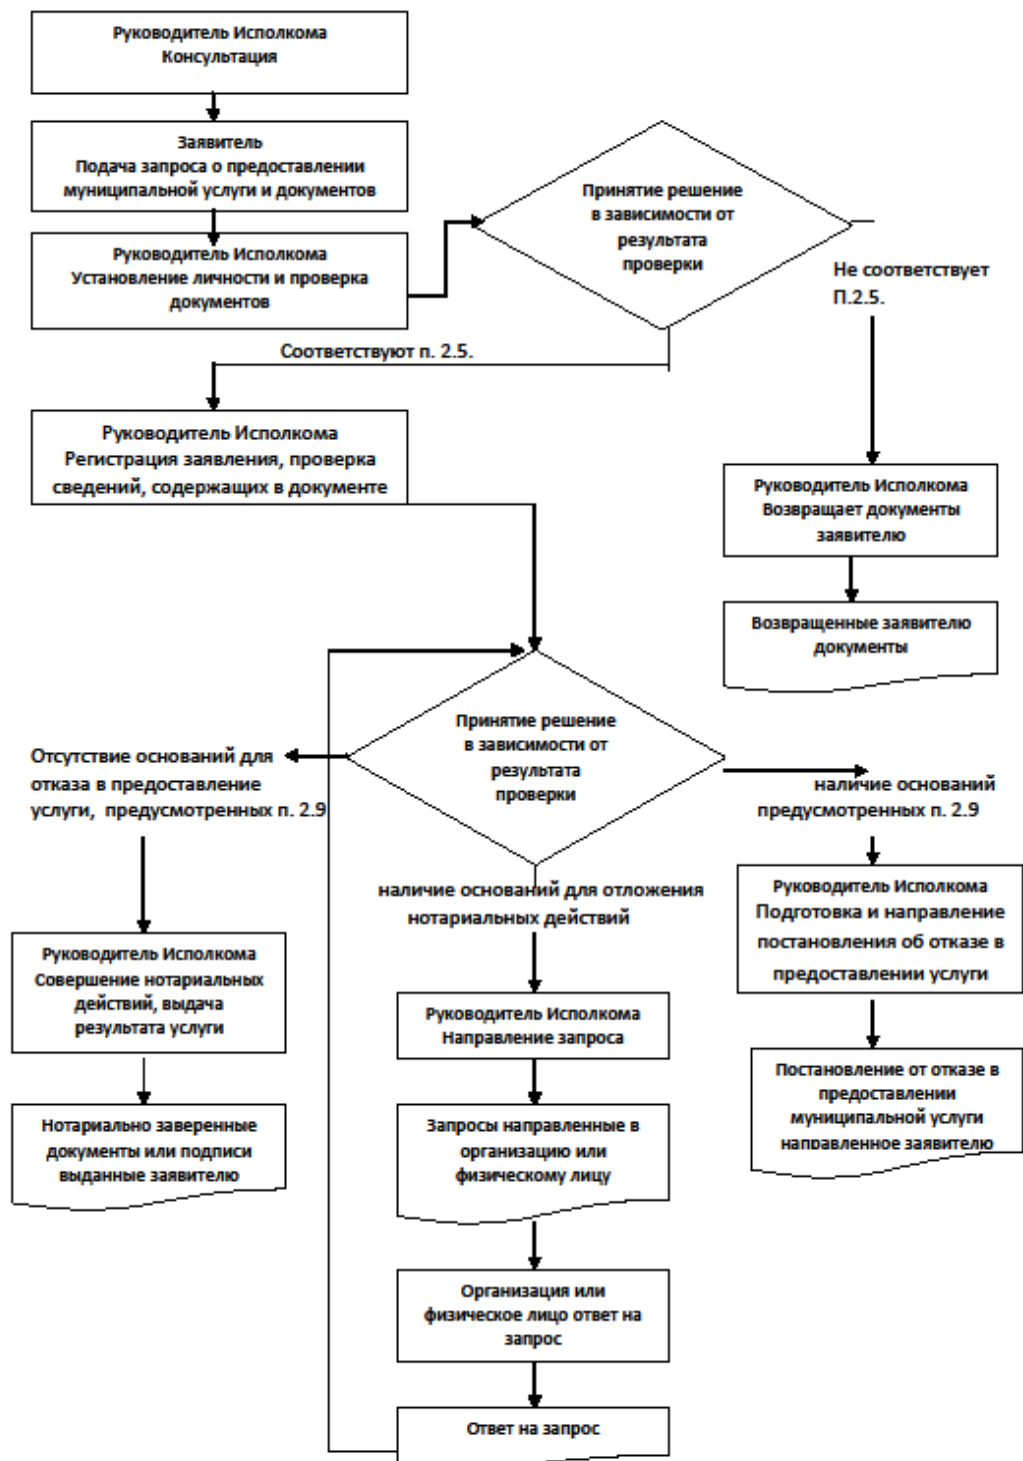 Руководитель Исполкома
Консультация
Заявитель
Подача запроса о предоставлении
муниципальной услуги и документов
Руководитель Исполкома
Установление личности и проверка
документов
Принятие решение
в зависимости от
результата
проверки
Не соответствует
П.2.5.
Соответствуют п. 2.5.
Руководитель Исполкома
Регистрация заявления, проверка
сведений, содержащих в документе
Руководитель Исполкома
Возвращает документы
заявителю
Возвращенные заявителю
документы
Принятие решение
в зависимости от
результата
проверки
Отсутствие оснований для
отказа в предоставление
услуги, предусмотренных п. 2.9
наличие оснований
предусмотренных п. 2.9
наличие оснований для отложения
нотариальных действий
Руководитель Исполкома
Подготовка и направление
постановления об отказе в
предоставлении услуги
Руководитель Исполкома
Совершение нотариальных
действий, выдача
результата услуги
Руководитель Исполкома
Направление запроса
Постановление от отказе в
предоставлении
муниципальной услуги
направленное заявителю
Нотариально заверенные
документы или подписи
выданные заявителю
Запросы направленные в
организацию или
физическому лицу
Организация или
физическое лицо ответ на
запрос
Ответ на запрос